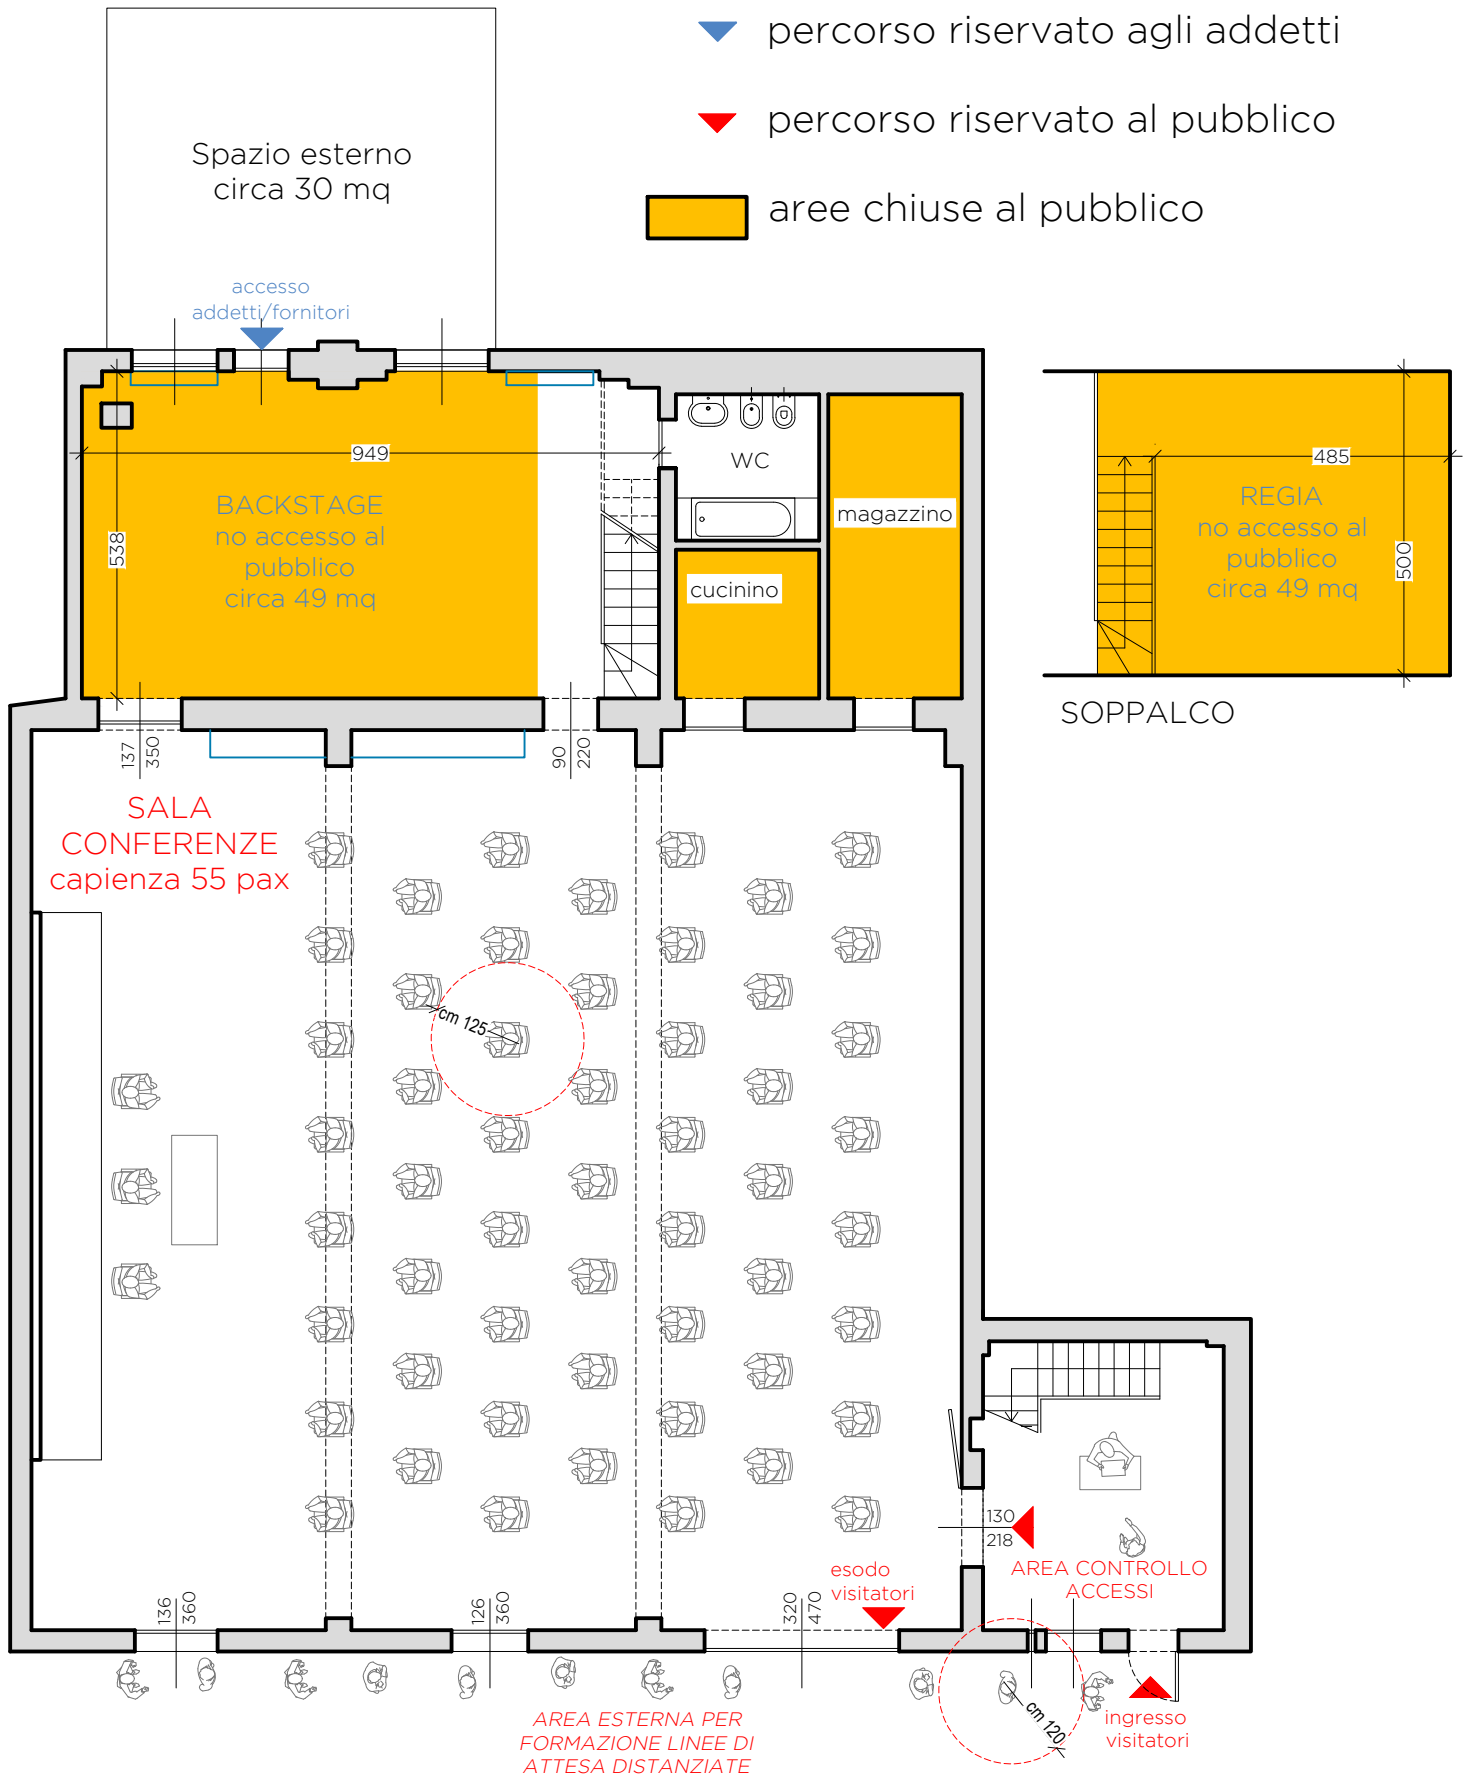 percorso riservato agli addetti
percorso riservato al pubblico
aree chiuse al pubblico
Spazio esterno
circa 30 mq
accesso
addetti/fornitori
949
538
BACKSTAGE
no accesso al
pubblico
circa 49 mq
WC
magazzino
cucinino
485
500
REGIA
no accesso al
pubblico
circa 49 mq
SOPPALCO
137
350
90
220
SALA
CONFERENZE
capienza 55 pax
cm 125
130
218
AREA CONTROLLO
ACCESSI
esodo
visitatori
136
360
126
360
320
470
cm 120
ingresso
visitatori
AREA ESTERNA PER
FORMAZIONE LINEE DI
ATTESA DISTANZIATE